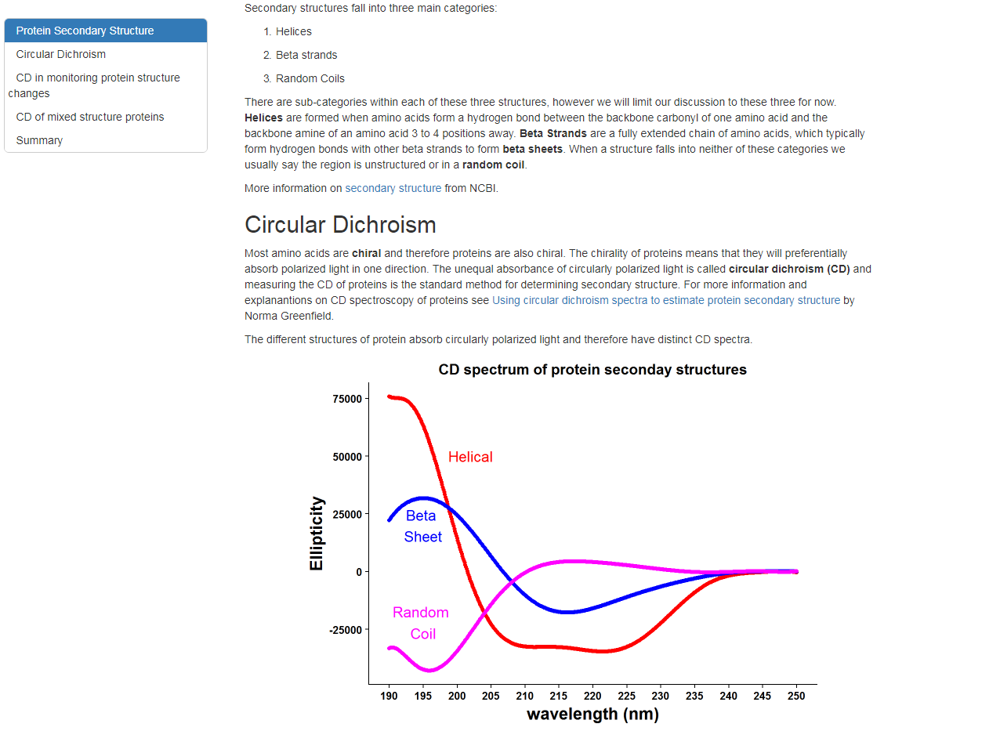 Protein Secondary Structure
Circular Dichroism
CD in monitoring protein structure
changes
CD of mixed structure proteins
Summary
Secondary structures fall into three main categories:
1. Helices
2. Beta strands
3. Random Coils
There are sub-categories within each of these three structures, however we will limit our discussion to these three for now.
Helices are formed when amino acids form a hydrogen bond between the backbone carbonyl of one amino acid and the
backbone amine of an amino acid 3 to 4 positions away. Beta Strands are a fully extended chain of amino acids, which typically
form hydrogen bonds with other beta strands to form beta sheets. When a structure falls into neither of these categories we
usually say the region is unstructured or in a random coil.
More information on secondary structure from NCBI.
Circular Dichroism
Most amino acids are chiral and therefore proteins are also chiral. The chirality of proteins means that they will preferentially
absorb polarized light in one direction. The unequal absorbance of circularly polarized light is called circular dichroism (CD) and
measuring the CD of proteins is the standard method for determining secondary structure. For more information and
explanantions on CD spectroscopy of proteins see Using circular dichroism spectra to estimate protein secondary structure by
Norma Greenfield.
The different structures of protein absorb circularly polarized light and therefore have distinct CD spectra.
CD spectrum of protein seconday structures
Ellipticity
75000
50000
25000
0
-25000
Helical
Beta
Sheet
Random
Coil
190 195 200 205 210 215 220 225 230 235 240 245 250
wavelength (nm)